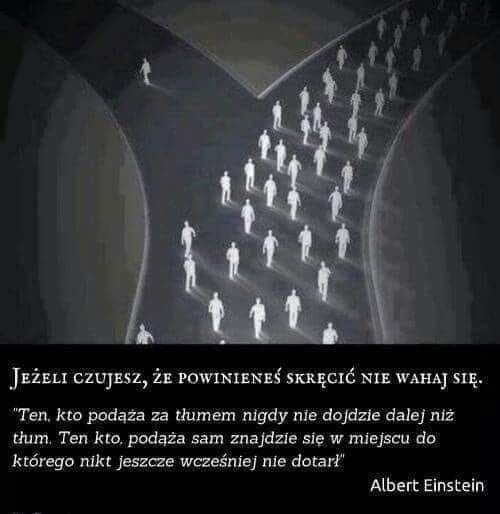 Jeżeli czujesz, że powinieneś skręcić nie wahaj się.
"Ten, kto podąża za tłumem nigdy nie dojdzie dalej niż
tłum. Ten kto, podąża sam znajdzie się w miejscu do
którego nikt jeszcze wcześniej nie dotarł"
Albert Einstein